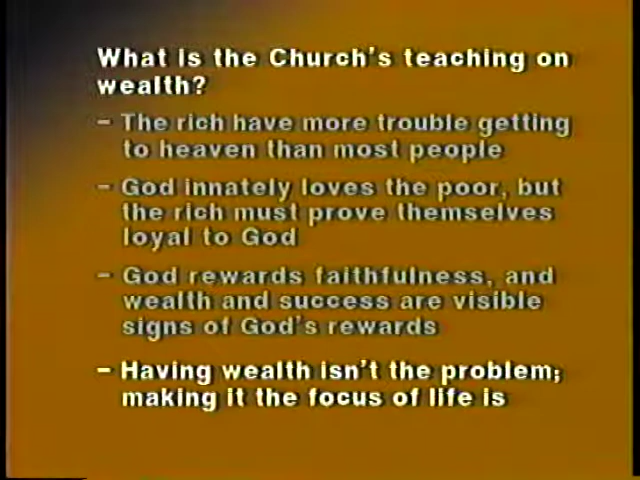 What is the Church's teaching on
wealth?
– The rich have more trouble getting
to heaven than most people
– God innately loves the poor, but
the rich must prove themselves
loyal to God
– God rewards faithfulness, and
wealth and success are visible
signs of God's rewards
– Having wealth isn't the problem;
making it the focus of life is